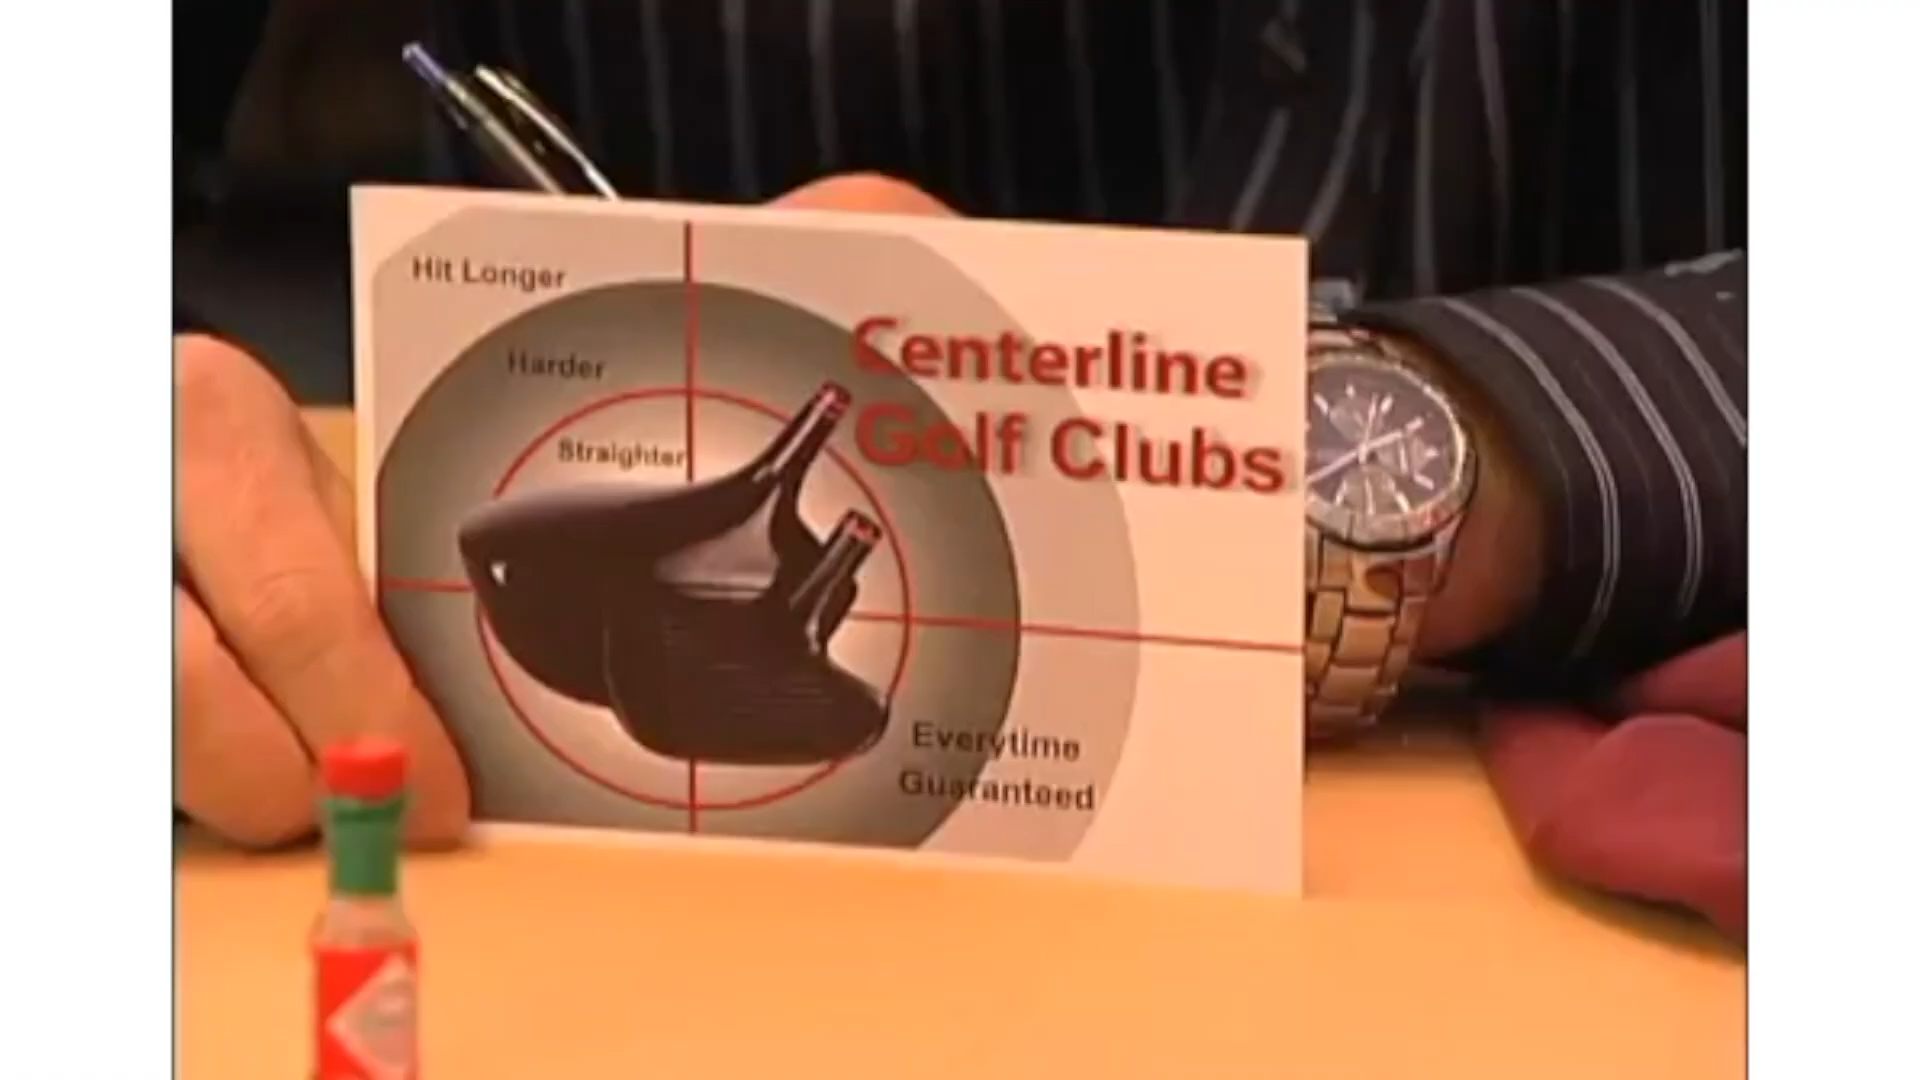 Hit Longer
Harder
Straighter
Centerline
Golf Clubs
Everytime
Guaranteed